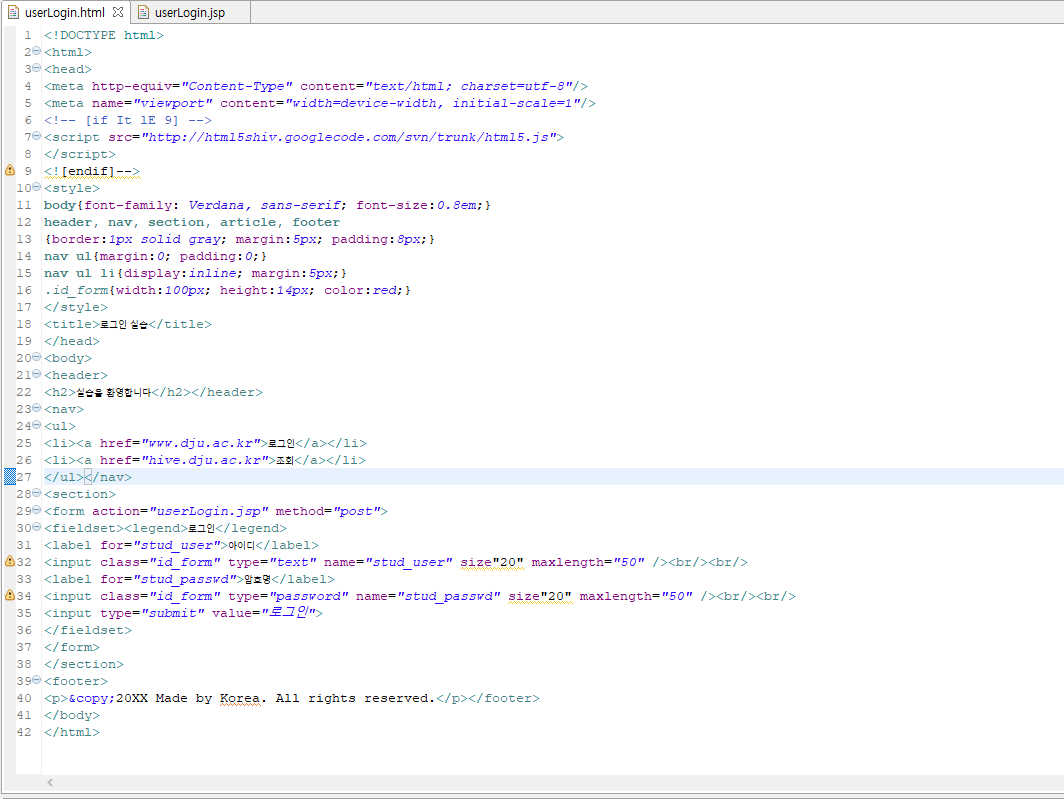 userLogin.html userLogin.jsp
1 <!DOCTYPE html>
2 <html>
3 <head>
4 <meta http-equiv="Content-Type" content="text/html; charset=utf-8"/>
5 <meta name="viewport" content="width=device-width, initial-scale=1"/>
6 <!-- [if It lE 9] -->
7 <script src="http://html5shiv.googlecode.com/svn/trunk/html5.js">
8 </script>
9 <![endif]-->
10 <style>
11 body{font-family: Verdana, sans-serif; font-size:0.8em;}
12 header, nav, section, article, footer
13 {border:1px solid gray; margin:5px; padding:8px;}
14 nav ul{margin:0; padding:0;}
15 nav ul li{display:inline; margin:5px;}
16 .id_form{width:100px; height:14px; color:red;}
17 </style>
18 <title>로그인 실습</title>
19 </head>
20 <body>
21 <header>
22 <h2>실습을 환영합니다</h2></header>
23 <nav>
24 <ul>
25 <li><a href="www.dju.ac.kr">로그인</a></li>
26 <li><a href="hive.dju.ac.kr">조회</a></li>
27 </ul></nav>
28 <section>
29 <form action="userLogin.jsp" method="post">
30 <fieldset><legend>로그인</legend>
31 <label for="stud_user">아이디</label>
32 <input class="id_form" type="text" name="stud_user" size"20" maxlength="50" /><br/><br/>
33 <label for="stud_passwd">암호명</label>
34 <input class="id_form" type="password" name="stud_passwd" size"20" maxlength="50" /><br/><br/>
35 <input type="submit" value="로그인">
36 </fieldset>
37 </form>
38 </section>
39 <footer>
40 <p>&copy;20XX Made by Korea. All rights reserved.</p></footer>
41 </body>
42 </html>